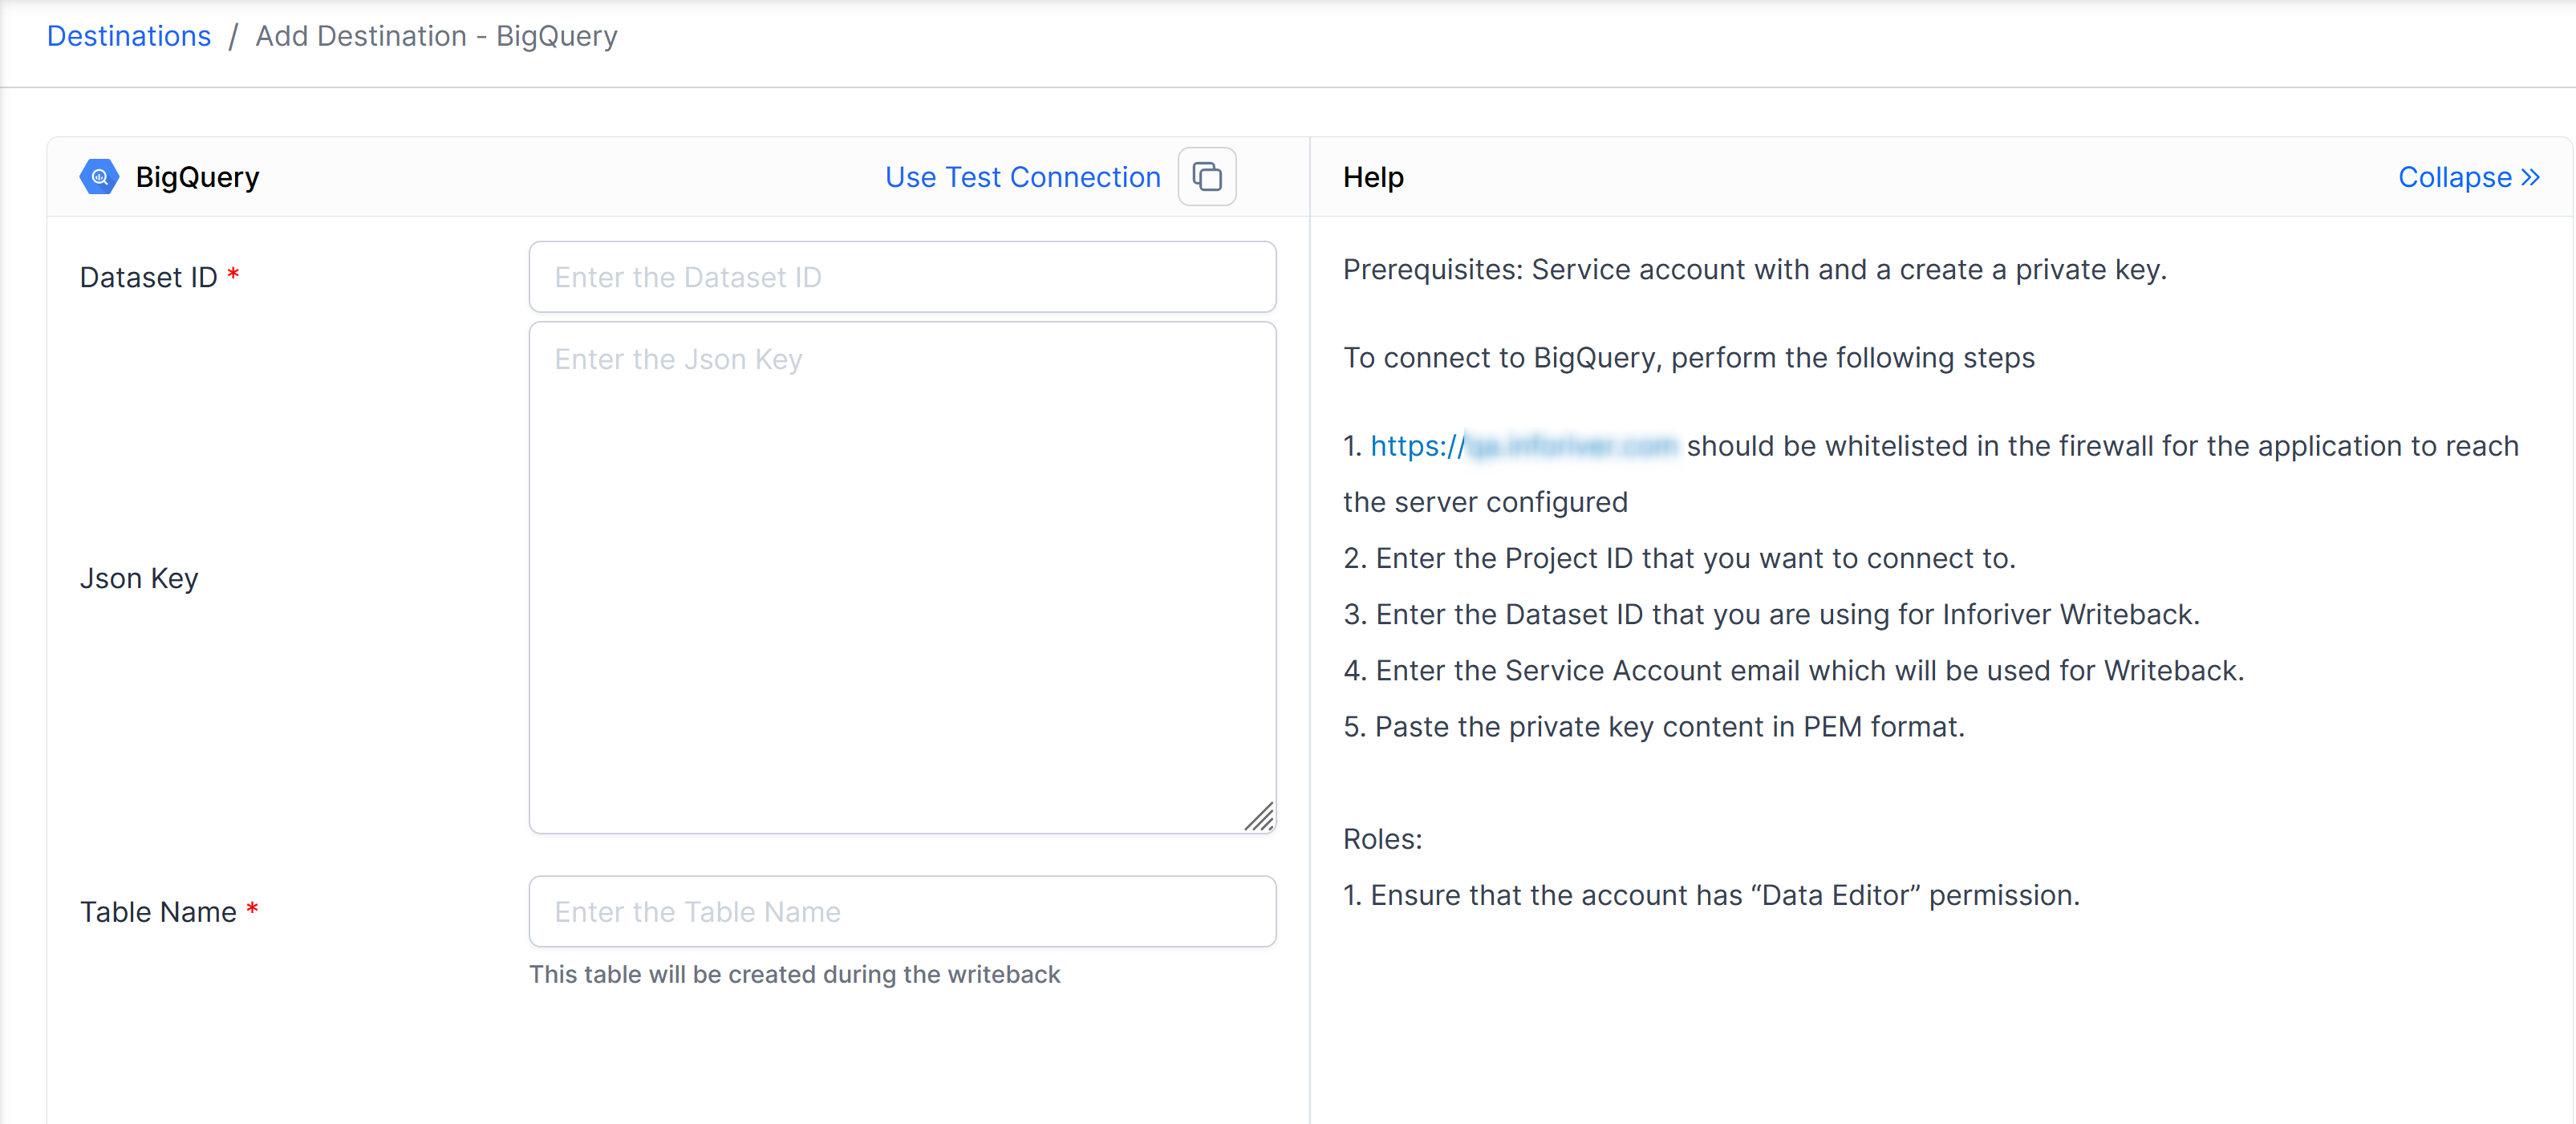 Destinations / Add Destination - BigQuery
BigQuery
Use Test Connection
Help
Collapse
Dataset ID *
Enter the Dataset ID
Json Key
Enter the Json Key
Table Name *
Enter the Table Name
This table will be created during the writeback
Prerequisites: Service account with and a create a private key.
To connect to BigQuery, perform the following steps
1. https:// should be whitelisted in the firewall for the application to reach
the server configured
2. Enter the Project ID that you want to connect to.
3. Enter the Dataset ID that you are using for Inforiver Writeback.
4. Enter the Service Account email which will be used for Writeback.
5. Paste the private key content in PEM format.
Roles:
1. Ensure that the account has “Data Editor” permission.